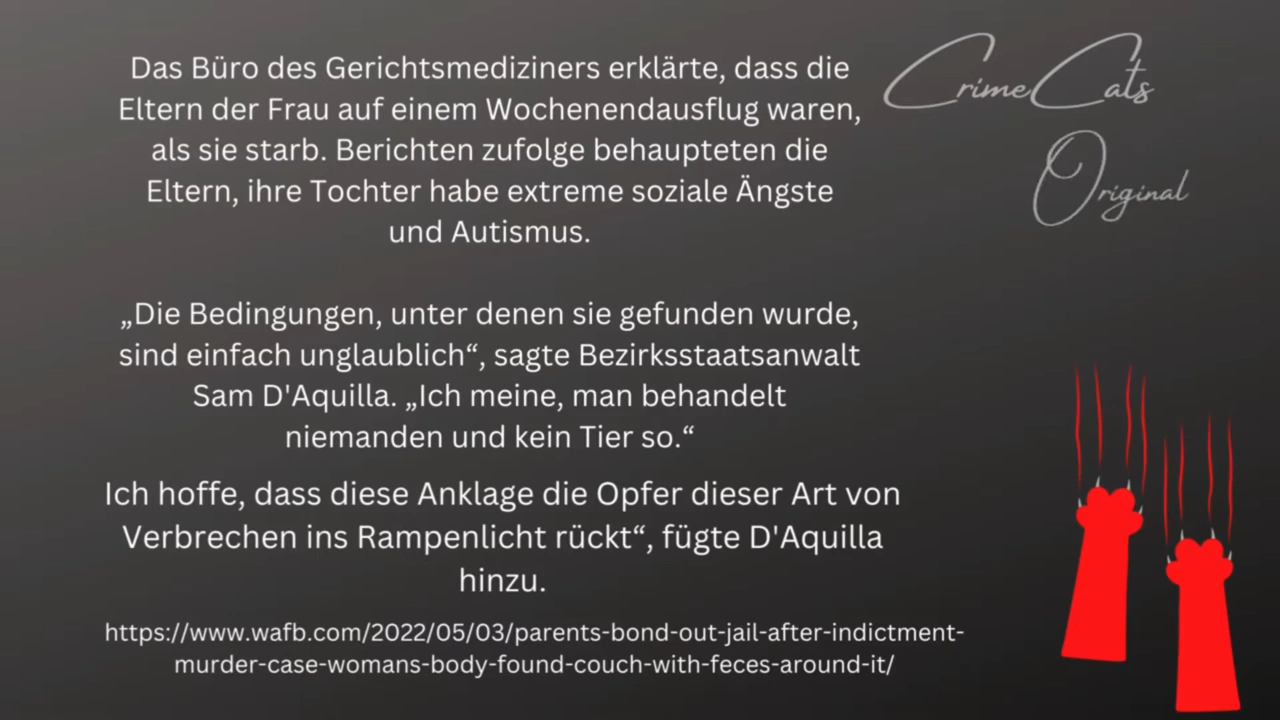 Das Büro des Gerichtsmediziners erklärte, dass die
Eltern der Frau auf einem Wochenendausflug waren,
als sie starb. Berichten zufolge behaupteten die
Eltern, ihre Tochter habe extreme soziale Ängste
und Autismus.
„Die Bedingungen, unter denen sie gefunden wurde,
sind einfach unglaublich“, sagte Bezirksstaatsanwalt
Sam D'Aquilla. „Ich meine, man behandelt
niemanden und kein Tier so.“
Ich hoffe, dass diese Anklage die Opfer dieser Art von
Verbrechen ins Rampenlicht rückt“, fügte D'Aquilla
hinzu.
https://www.wafb.com/2022/05/03/parents-bond-out-jail-after-indictment-
murder-case-womans-body-found-couch-with-feces-around-it/
CrimeCats
Original